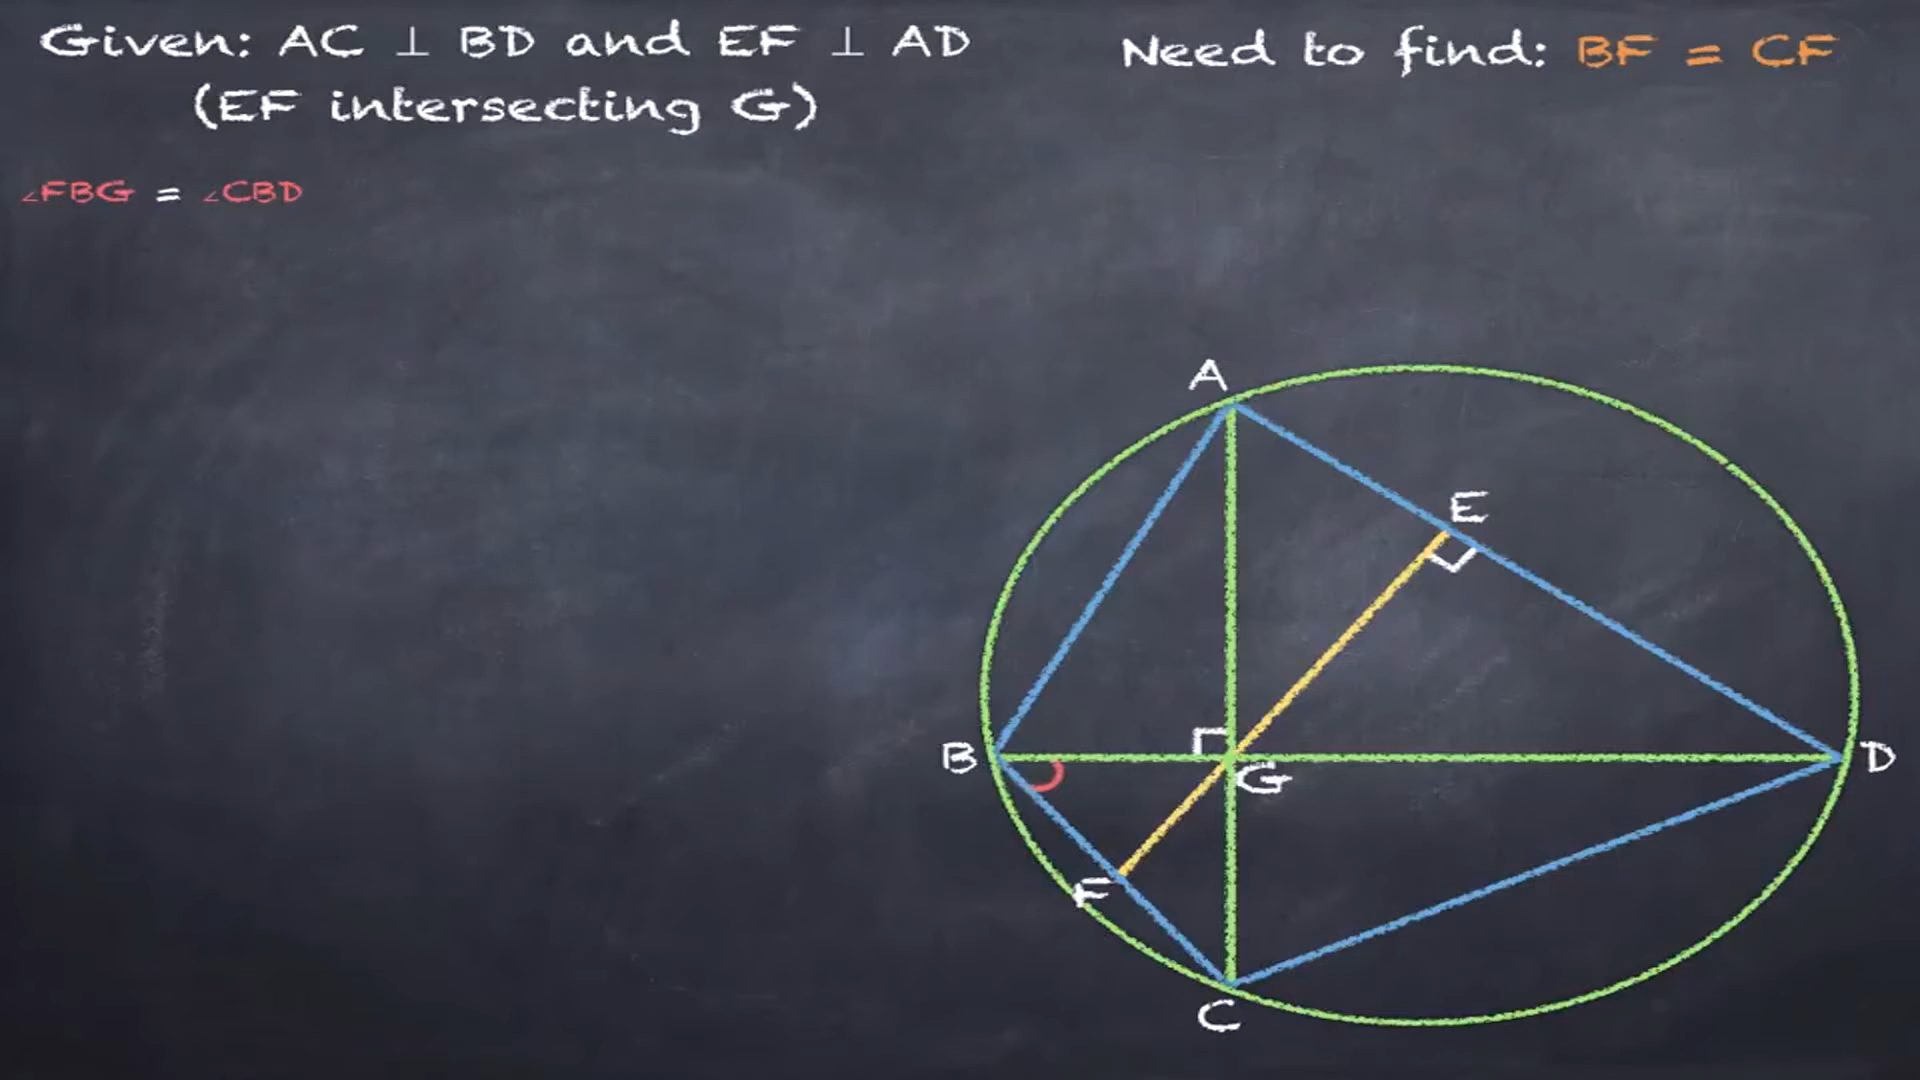 Given: AC ⊥ BD and EF ⊥ AD
(EF intersecting G)
Need to find: BF = CF
∠FBG = ∠CBD
A
E
B
G
D
F
C